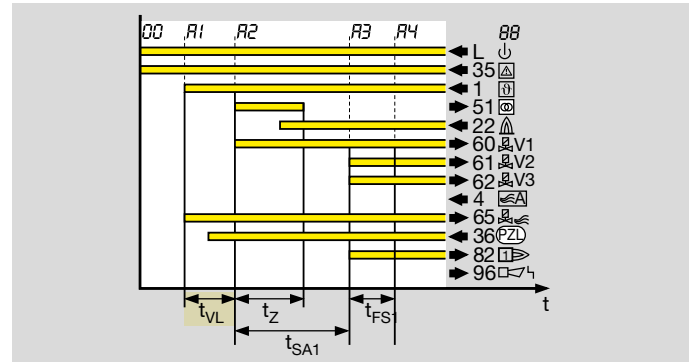 00 A1 A2 A3 A4 88
L
35
1 ϑ
51
22
60 V1
61 V2
62 V3
4 A
65
36 PZL
82 1
96
t
tVL tZ tFS1
tSA1